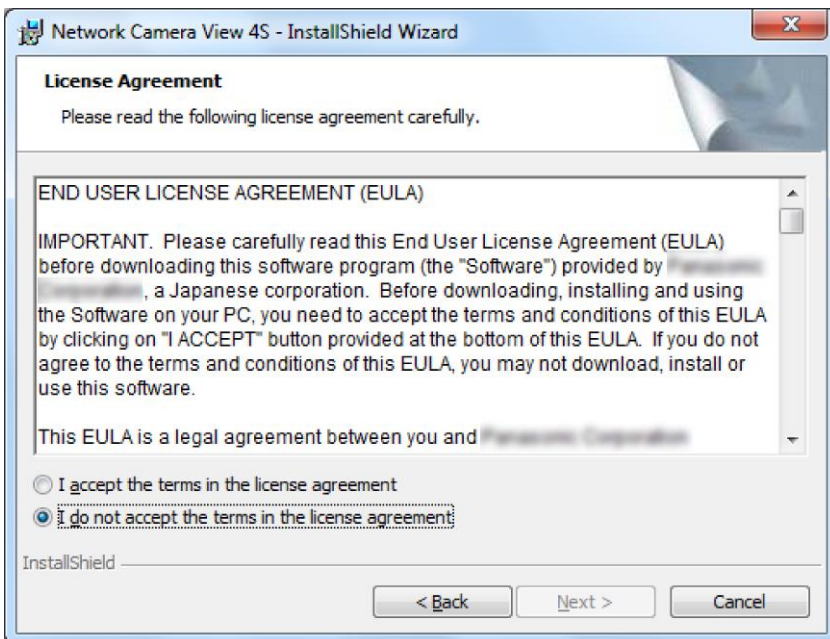 Network Camera View 4S - InstallShield Wizard
License Agreement
Please read the following license agreement carefully.
END USER LICENSE AGREEMENT (EULA)
IMPORTANT.  Please carefully read this End User License Agreement (EULA)
before downloading this software program (the "Software") provided by
, a Japanese corporation.  Before downloading, installing and using
the Software on your PC, you need to accept the terms and conditions of this EULA
by clicking on "I ACCEPT" button provided at the bottom of this EULA.  If you do not
agree to the terms and conditions of this EULA, you may not download, install or
use this software.
This EULA is a legal agreement between you and
I accept the terms in the license agreement
I do not accept the terms in the license agreement
InstallShield
< Back
Next >
Cancel